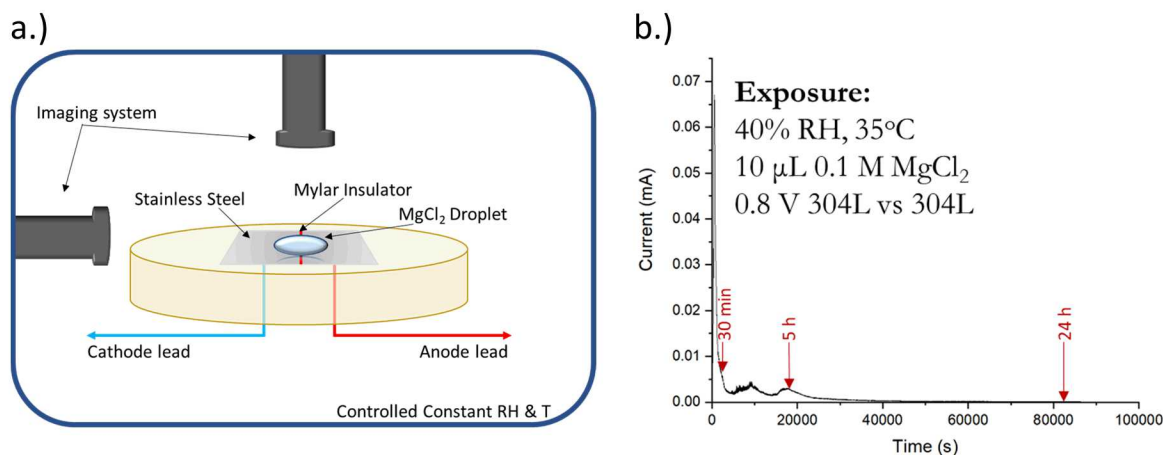 a.)
Imaging system
Stainless Steel
Mylar Insulator
MgCl₂ Droplet
Cathode lead
Anode lead
Controlled Constant RH & T
b.)
Exposure:
40% RH, 35°C
10 µL 0.1 M MgCl₂
0.8 V 304L vs 304L
Current (mA)
0.07
0.06
0.05
0.04
0.03
0.02
0.01
0.00
30 min
5 h
24 h
0
20000
40000
60000
80000
100000
Time (s)